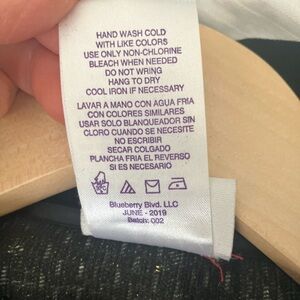 HAND WASH COLD
WITH LIKE COLORS
USE ONLY NON-CHLORINE
BLEACH WHEN NEEDED
DO NOT WRING
HANG TO DRY
COOL IRON IF NECESSARY
LAVAR A MANO CON AGUA FRIA
CON COLORES SIMILARES
USAR SOLO BLANQUEADOR SIN
CLORO CUANDO SE NECESITE
NO ESCRIBIR
SECAR COLGADO
PLANCHA FRIA EL REVERSO
SI ES NECESARIO
Blueberry Blvd. LLC
JUNE - 2019
Batch: 002